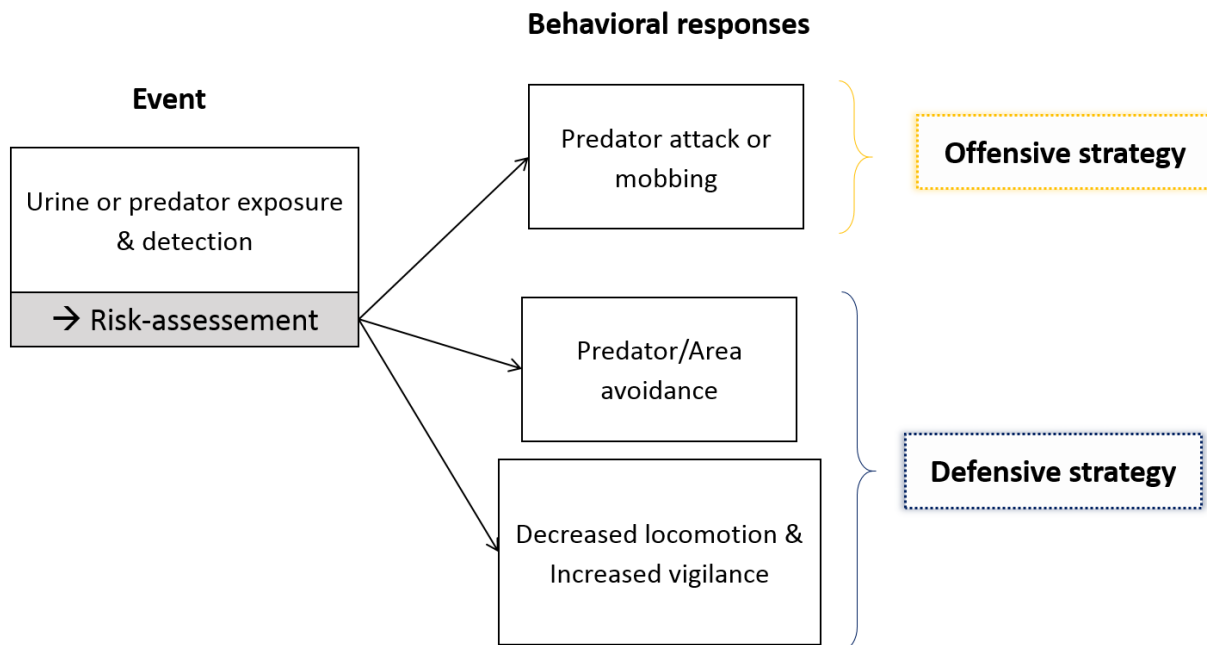 Behavioral responses
Event
Urine or predator exposure
& detection
→ Risk-assessement
Predator attack or
mobbing
Offensive strategy
Predator/Area
avoidance
Decreased locomotion &
Increased vigilance
Defensive strategy